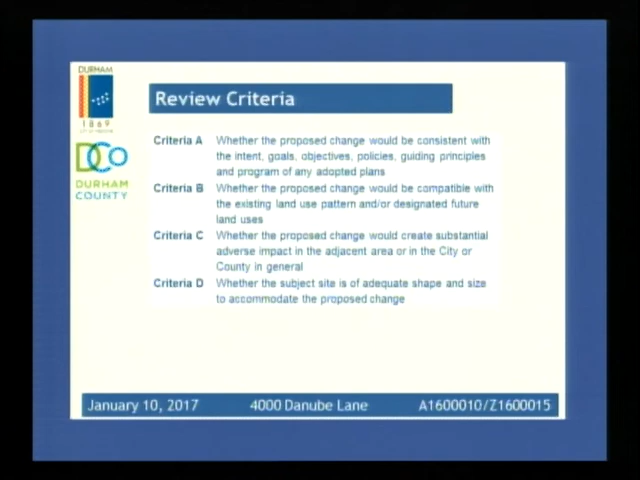 DURHAM
1869
DCO
DURHAM
COUNTY
Review Criteria
Criteria A Whether the proposed change would be consistent with
the intent, goals, objectives, policies, guiding principles
and program of any adopted plans
Criteria B Whether the proposed change would be compatible with
the existing land use pattern and/or designated future
land uses
Criteria C Whether the proposed change would create substantial
adverse impact in the adjacent area or in the City or
County in general
Criteria D Whether the subject site is of adequate shape and size
to accommodate the proposed change
January 10, 2017 4000 Danube Lane A1600010/Z1600015